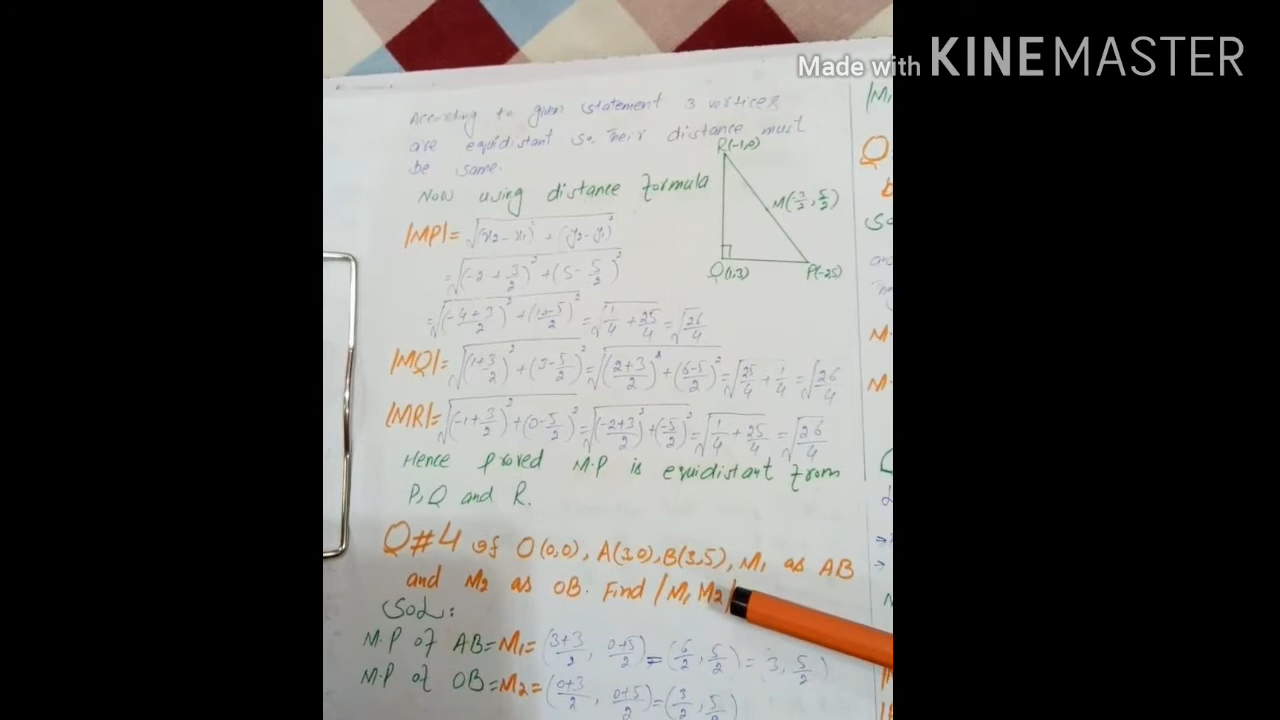 Made with KINEMASTER
According to given statement 3 vertices
are equidistant so, their distance must
be same.
Now using distance formula
R(-1,0)
M(-3/2, 5/2)
Q(1,3)
P(-25)
|MP| = √(x2-x1)² + (y2-y1)²
= √(-2+3/2)² + (5-5/2)²
= √(-4+3/2)² + (10-5/2)² = √1/4+25/4 = √26/4
|MQ| = √(1+3/2)² + (3-5/2)² = √(2+3/2)² + (6-5/2)² = √25/4+1/4 = √26/4
|MR| = √(-1+3/2)² + (0-5/2)² = √(-2+3/2)² + (-5/2)² = √1/4+25/4 = √26/4
Hence proved M.P is equidistant from
P, Q and R.
Q#4 If O(0,0), A(3,0), B(3,5), M1 as AB
and M2 as OB. Find |M1 M2|
Sol:
M.P of AB = M1 = (3+3/2, 0+5/2) = (6/2, 5/2) = 3, 5/2)
M.P of OB = M2 = (0+3/2, 0+5/2) = (3/2, 5/2)